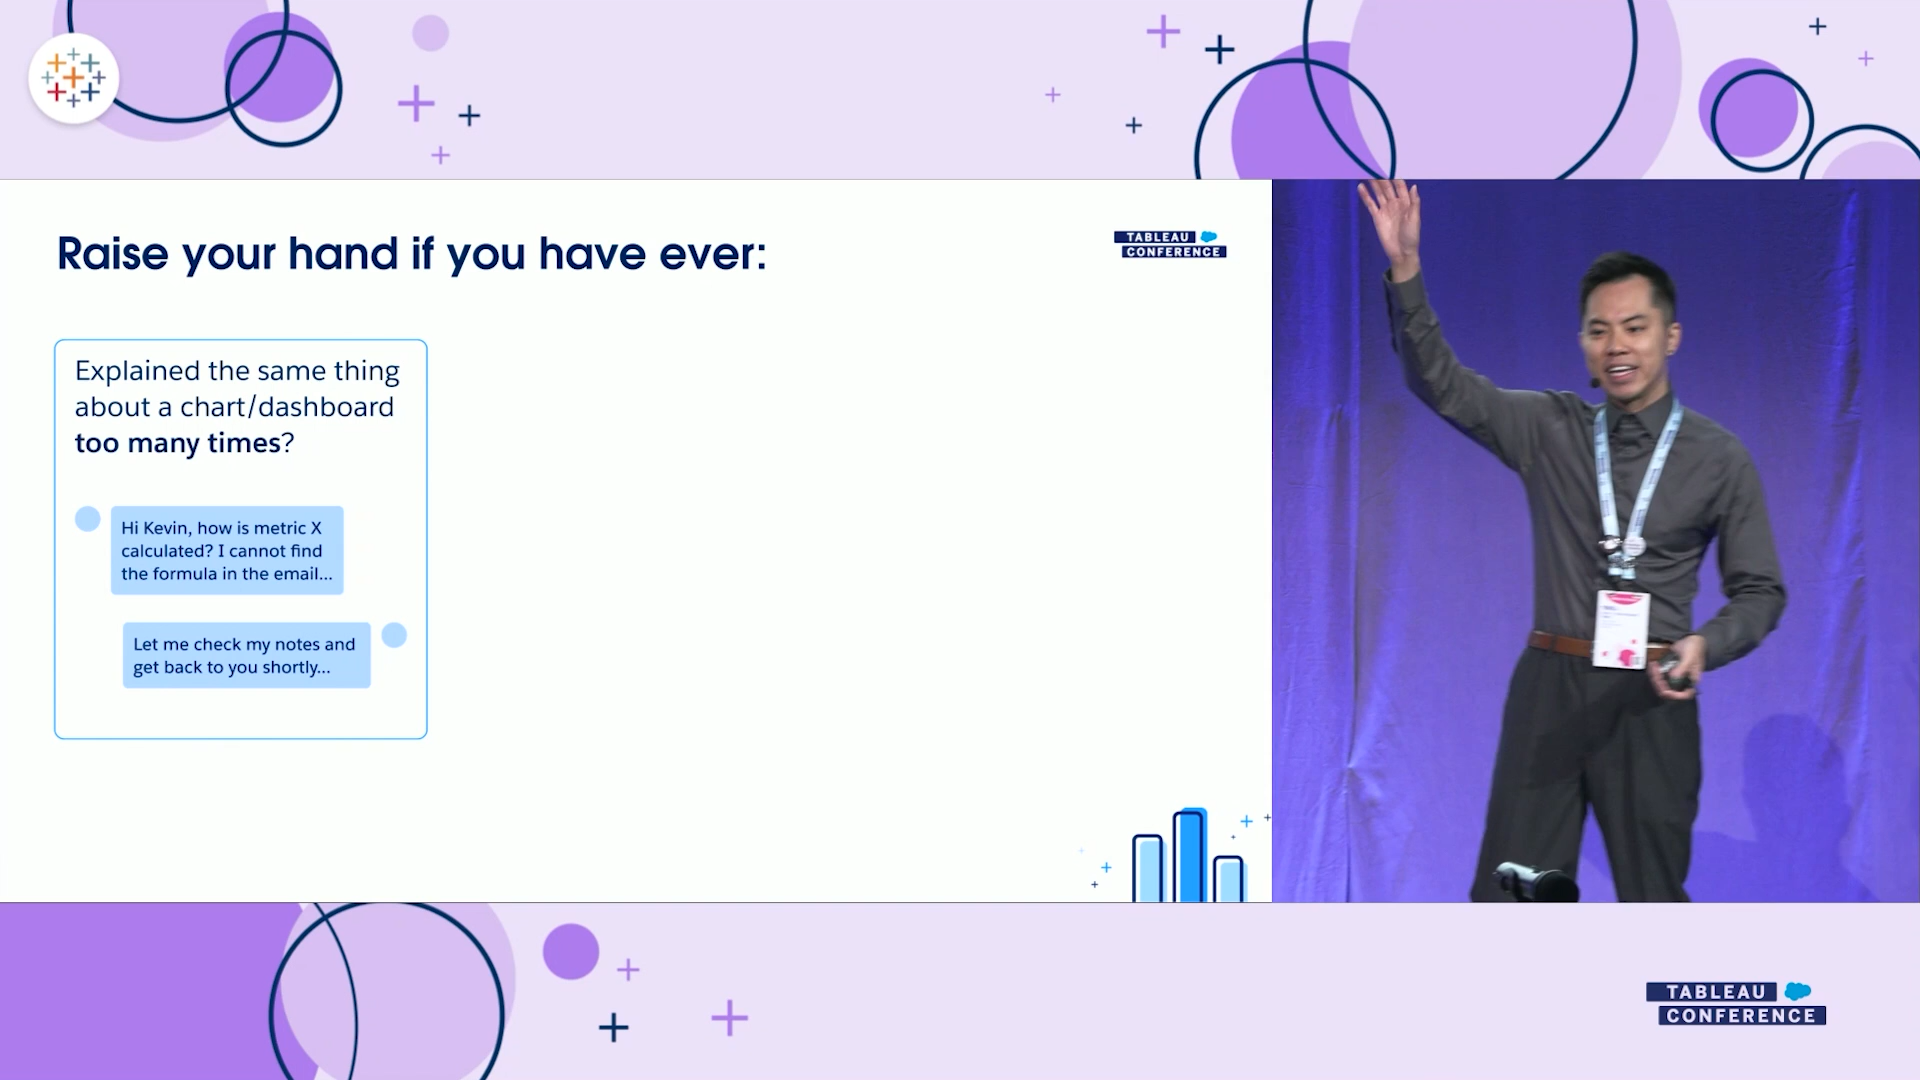 Raise your hand if you have ever:
TABLEAU
CONFERENCE
Explained the same thing
about a chart/dashboard
too many times?
Hi Kevin, how is metric X
calculated? I cannot find
the formula in the email...
Let me check my notes and
get back to you shortly...
TABLEAU
CONFERENCE